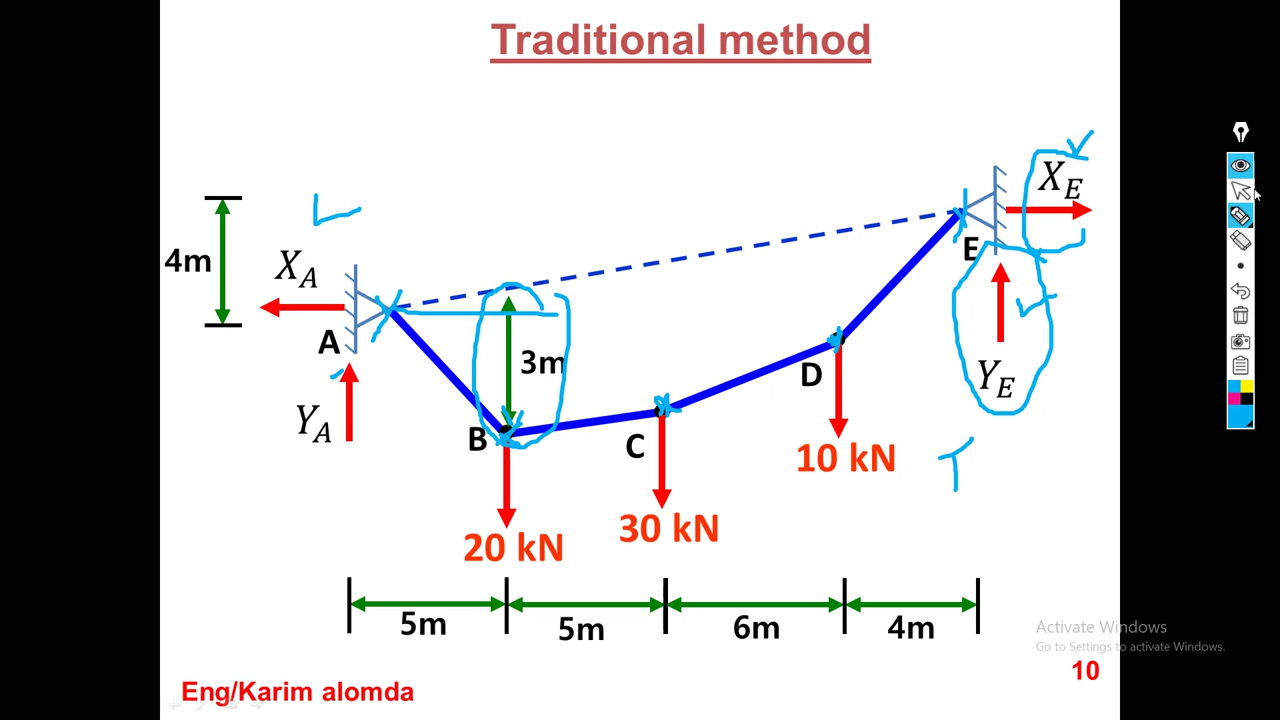 Traditional method
4m
X_A
X_E
E
A
3m
Y_A
Y_E
B
C
D
10 kN
20 kN
30 kN
5m
5m
6m
4m
Activate Windows
Go to Settings to activate Windows.
10
Eng/Karim alomda